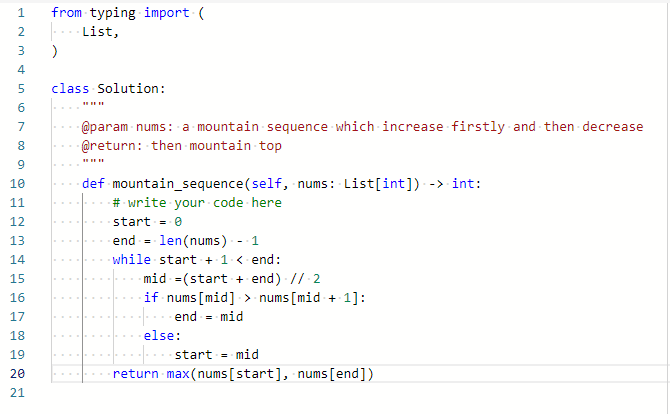 1 from typing import (
2     List,
3 )
4
5 class Solution:
6     """
7     @param nums: a mountain sequence which increase firstly and then decrease
8     @return: then mountain top
9     """
10     def mountain_sequence(self, nums: List[int]) -> int:
11         # write your code here
12         start = 0
13         end = len(nums) - 1
14         while start + 1 < end:
15             mid =(start + end) // 2
16             if nums[mid] > nums[mid + 1]:
17                 end = mid
18             else:
19                 start = mid
20         return max(nums[start], nums[end])
21